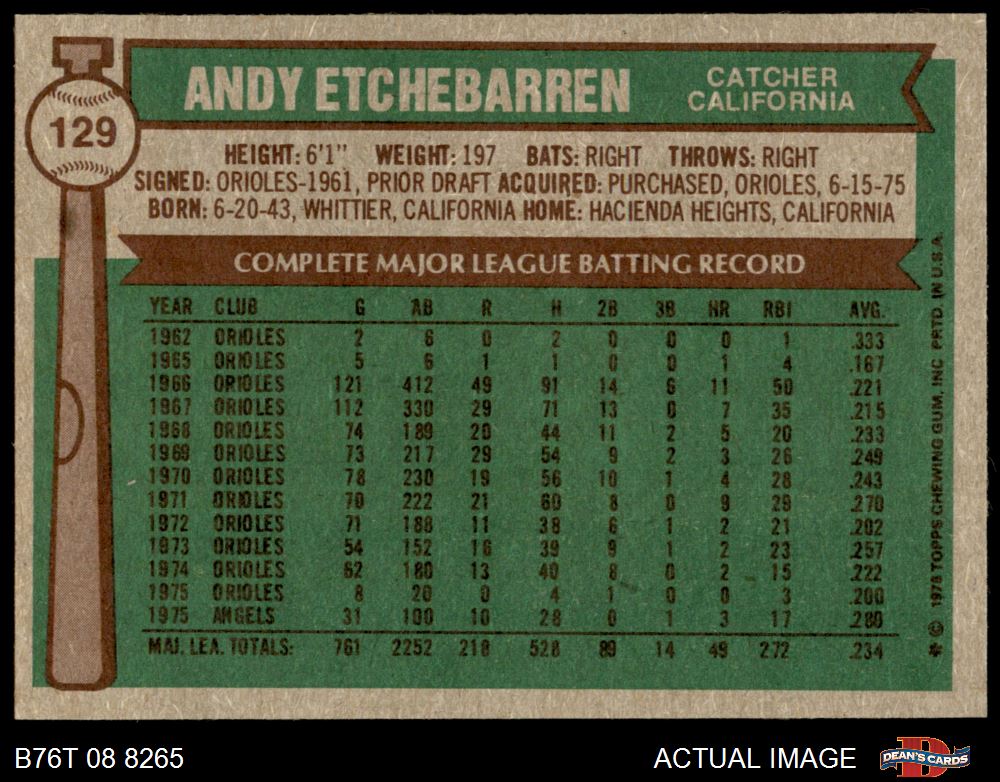 129
ANDY ETCHEBARREN
CATCHER
CALIFORNIA
HEIGHT: 6'1" WEIGHT: 197 BATS: RIGHT THROWS: RIGHT
SIGNED: ORIOLES-1961, PRIOR DRAFT ACQUIRED: PURCHASED, ORIOLES, 6-15-75
BORN: 6-20-43, WHITTIER, CALIFORNIA HOME: HACIENDA HEIGHTS, CALIFORNIA
COMPLETE MAJOR LEAGUE BATTING RECORD
YEAR CLUB G AB R H 2B 3B HR RBI AVG.
1962 ORIOLES 2 6 0 2 0 0 0 1 .333
1965 ORIOLES 5 6 1 1 0 0 1 4 .167
1966 ORIOLES 121 412 49 91 14 6 11 50 .221
1967 ORIOLES 112 330 29 71 13 0 7 35 .215
1968 ORIOLES 74 189 20 44 11 2 5 20 .233
1969 ORIOLES 73 217 29 54 9 2 3 26 .249
1970 ORIOLES 78 230 19 56 10 1 4 28 .243
1971 ORIOLES 70 222 21 60 8 0 9 29 .270
1972 ORIOLES 71 188 11 38 6 1 2 21 .202
1973 ORIOLES 54 152 16 39 9 1 2 23 .257
1974 ORIOLES 62 180 13 40 8 0 2 15 .222
1975 ORIOLES 8 20 0 4 1 0 0 3 .200
1975 ANGELS 31 100 10 28 0 1 3 17 .280
MAJ. LEA. TOTALS: 761 2252 218 528 89 14 49 272 .234
* © 1976 TOPPS CHEWING GUM, INC PRTD. IN U.S.A.
B76T 08 8265
ACTUAL IMAGE
DEAN'S CARDS